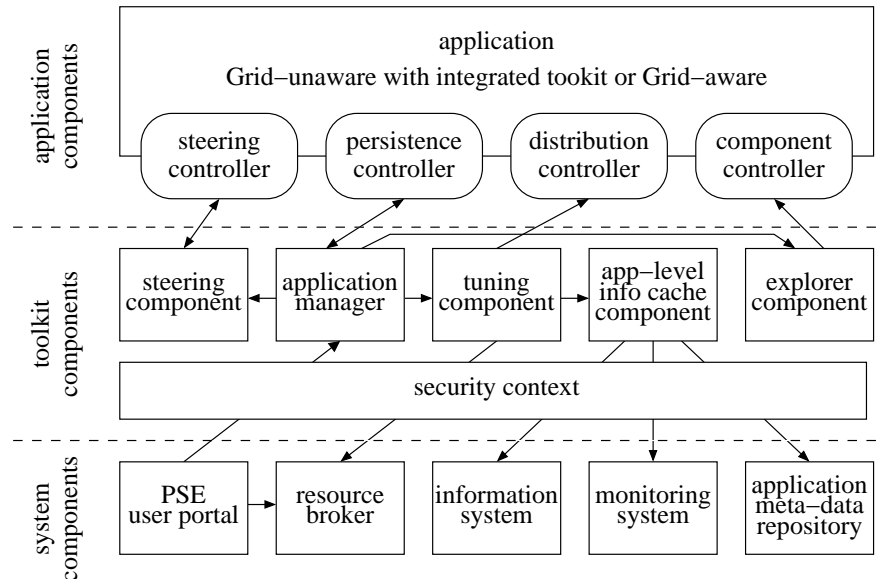 application
components
application
Grid−unaware with integrated tookit or Grid−aware
steering
controller
persistence
controller
distribution
controller
component
controller
toolkit
components
steering
component
application
manager
tuning
component
app−level
info cache
component
explorer
component
security context
system
components
PSE
user portal
resource
broker
information
system
monitoring
system
application
meta−data
repository